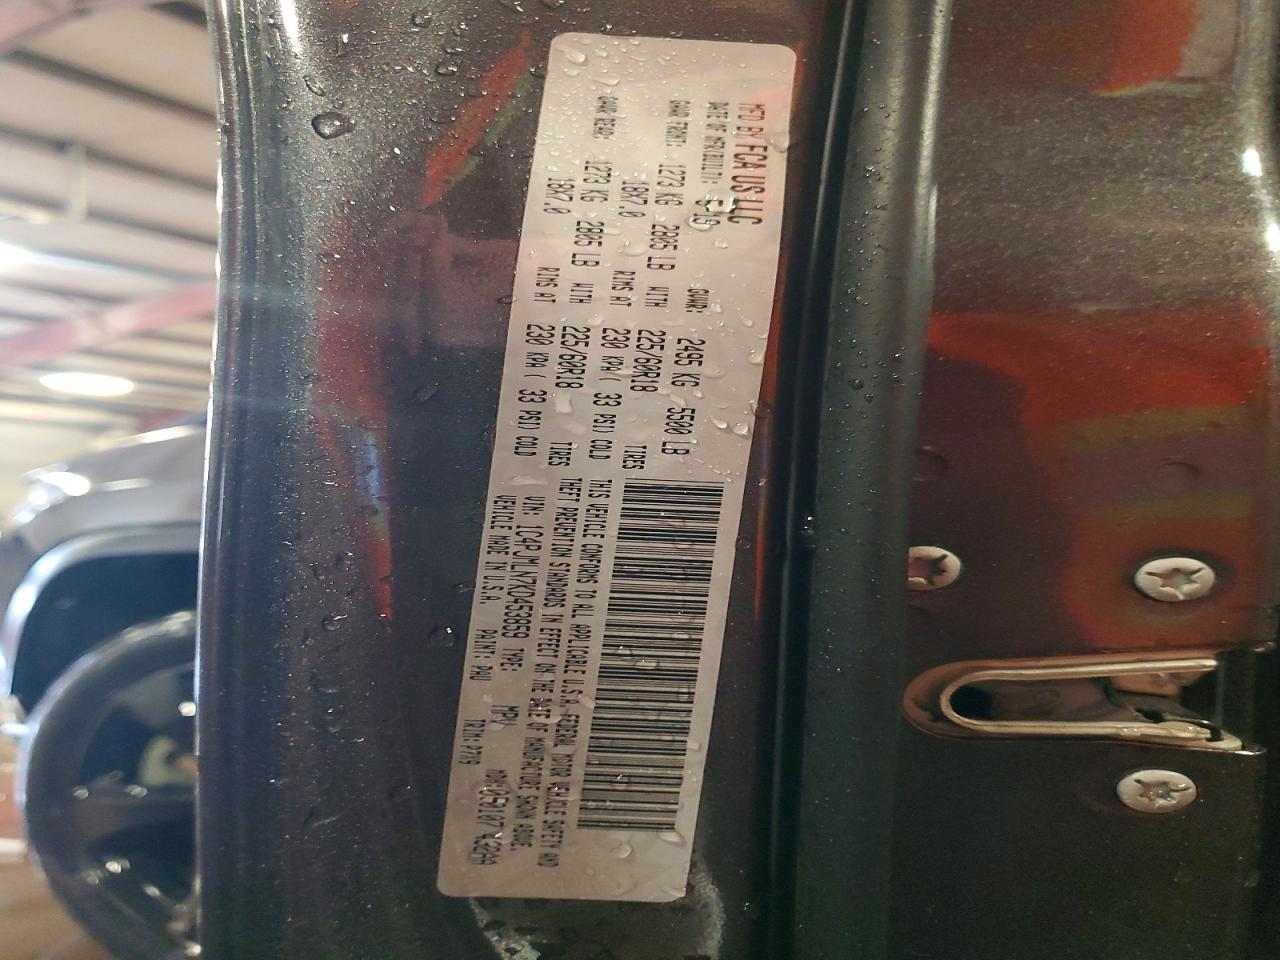 MFD BY FCA US LLC
DATE OF MFR/BUILT: GVWR: 2495 KG 5500 LB
GAWR FRONT: 1273 KG 2805 LB WITH 225/60R18 TIRES
18X7.0 RIMS AT 230 KPA ( 33 PSI) COLD
GAWR REAR: 1273 KG 2805 LB WITH 225/60R18 TIRES
18X7.0 RIMS AT 230 KPA ( 33 PSI) COLD
THIS VEHICLE CONFORMS TO ALL APPLICABLE U.S.A. FEDERAL MOTOR VEHICLE SAFETY AND
THEFT PREVENTION STANDARDS IN EFFECT ON THE DATE OF MANUFACTURE SHOWN ABOVE.
VIN: 1C4PJMLN7KD453859 TYPE: MPV MDH:
VEHICLE MADE IN U.S.A. PAINT: PAU TRIM: